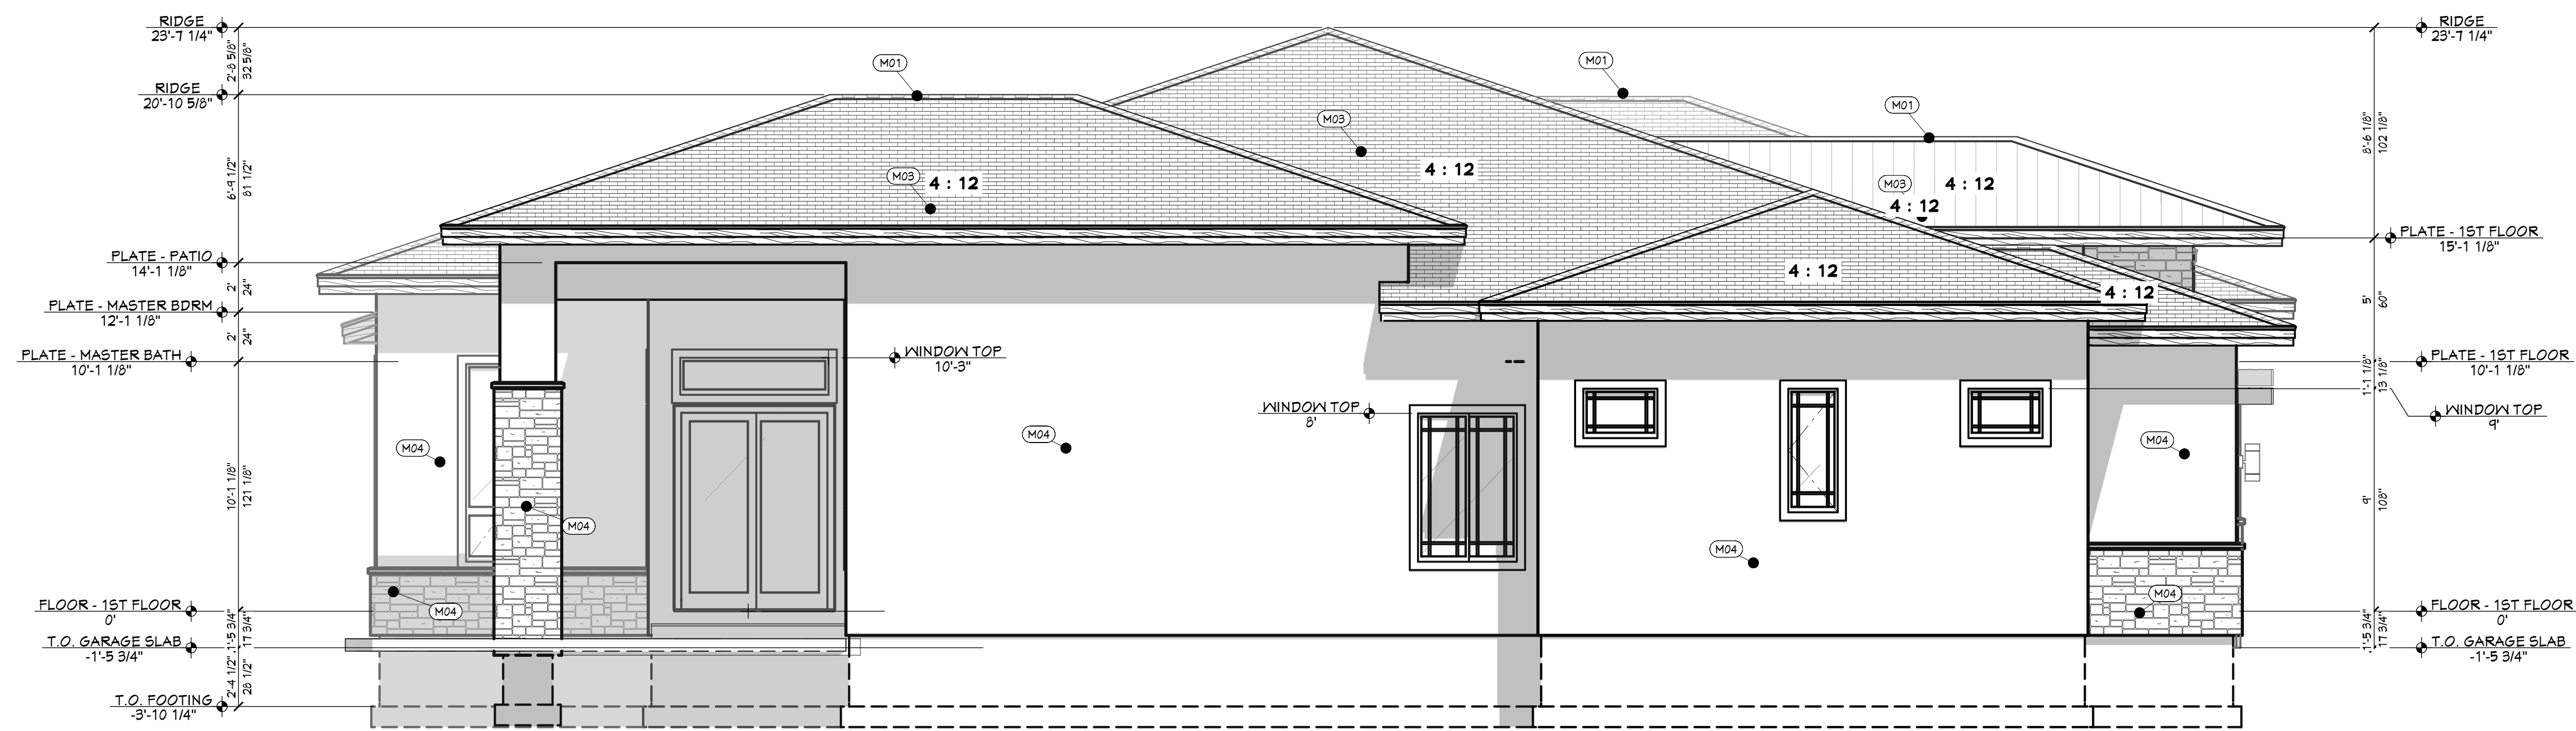 RIDGE
23'-7 1/4"
2'-8 5/8"
32 5/8"
RIDGE
20'-10 5/8"
6'-9 1/2"
81 1/2"
PLATE - PATIO
14'-1 1/8"
2'
24"
PLATE - MASTER BDRM
12'-1 1/8"
2'
24"
PLATE - MASTER BATH
10'-1 1/8"
10'-1 1/8"
121 1/8"
FLOOR - 1ST FLOOR
0'
1'-5 3/4"
17 3/4"
T.O. GARAGE SLAB
-1'-5 3/4"
2'-4 1/2"
28 1/2"
T.O. FOOTING
-3'-10 1/4"
M01
M01
M01
M03
M03
4 : 12
4 : 12
M03
4 : 12
4 : 12
4 : 12
4 : 12
WINDOW TOP
10'-3"
WINDOW TOP
8'
M04
M04
M04
M04
M04
M04
M04
RIDGE
23'-7 1/4"
8'-6 1/8"
102 1/8"
PLATE - 1ST FLOOR
15'-1 1/8"
5'
60"
PLATE - 1ST FLOOR
10'-1 1/8"
1'-1 1/8"
13 1/8"
WINDOW TOP
9'
9'
108"
FLOOR - 1ST FLOOR
0'
1'-5 3/4"
17 3/4"
T.O. GARAGE SLAB
-1'-5 3/4"